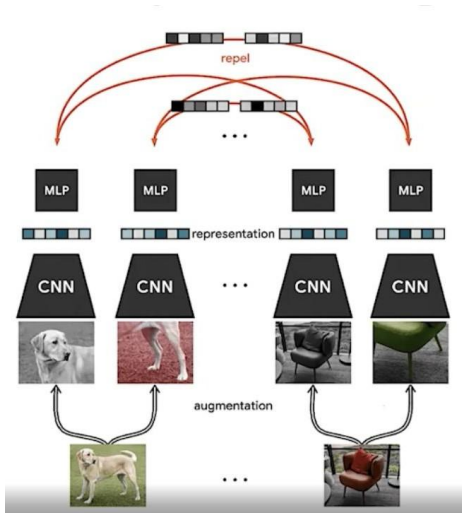 repel
...
MLP
MLP
MLP
MLP
representation
CNN
CNN
...
CNN
CNN
augmentation
...